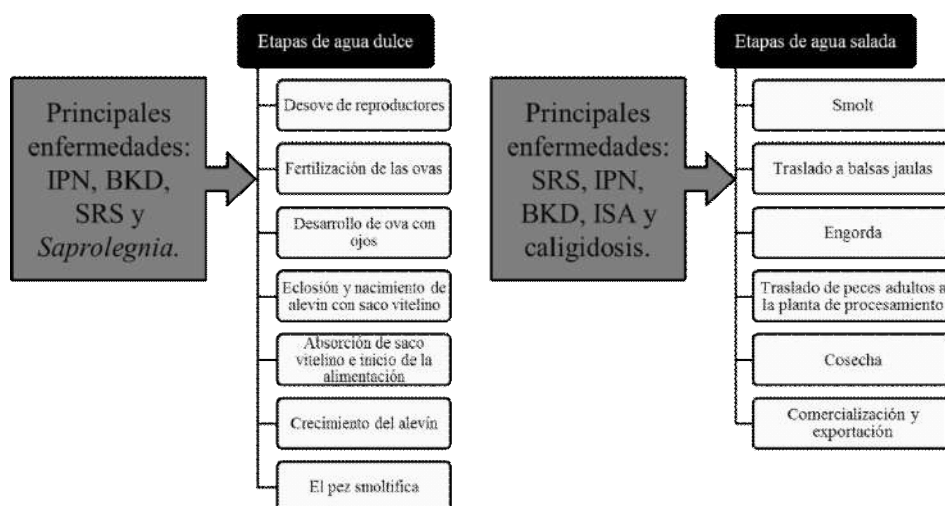 Etapas de agua dulce
Principales
enfermedades:
IPN, BKD,
SRS y
Saprolegnia.
Desove de reproductores
Fertilización de las ovas
Desarrollo de ova con
ojos
Eclosión y nacimiento de
alevín con saco vitelino
Absorción de saco
vitelino e inicio de la
alimentación
Crecimiento del alevín
El pez smoltifica
Etapas de agua salada
Principales
enfermedades:
SRS, IPN,
BKD, ISA y
caligidosis.
Smolt
Traslado a balsas jaulas
Engorda
Traslado de peces adultos a
la planta de procesamiento
Cosecha
Comercialización y
exportación